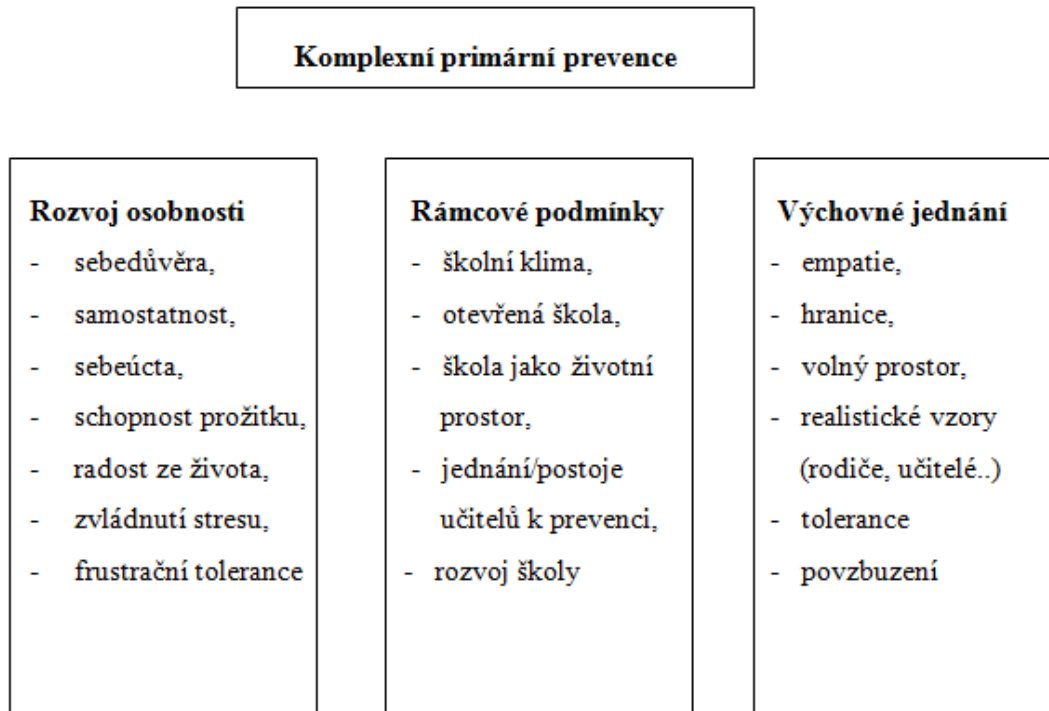 Komplexní primární prevence
Rozvoj osobnosti
- sebedůvěra,
- samostatnost,
- sebeúcta,
- schopnost prožitku,
- radost ze života,
- zvládnutí stresu,
- frustrační tolerance
Rámcové podmínky
- školní klima,
- otevřená škola,
- škola jako životní
prostor,
- jednání/postoje
učitelů k prevenci,
- rozvoj školy
Výchovné jednání
- empatie,
- hranice,
- volný prostor,
- realistické vzory
(rodiče, učitelé..)
- tolerance
- povzbuzení